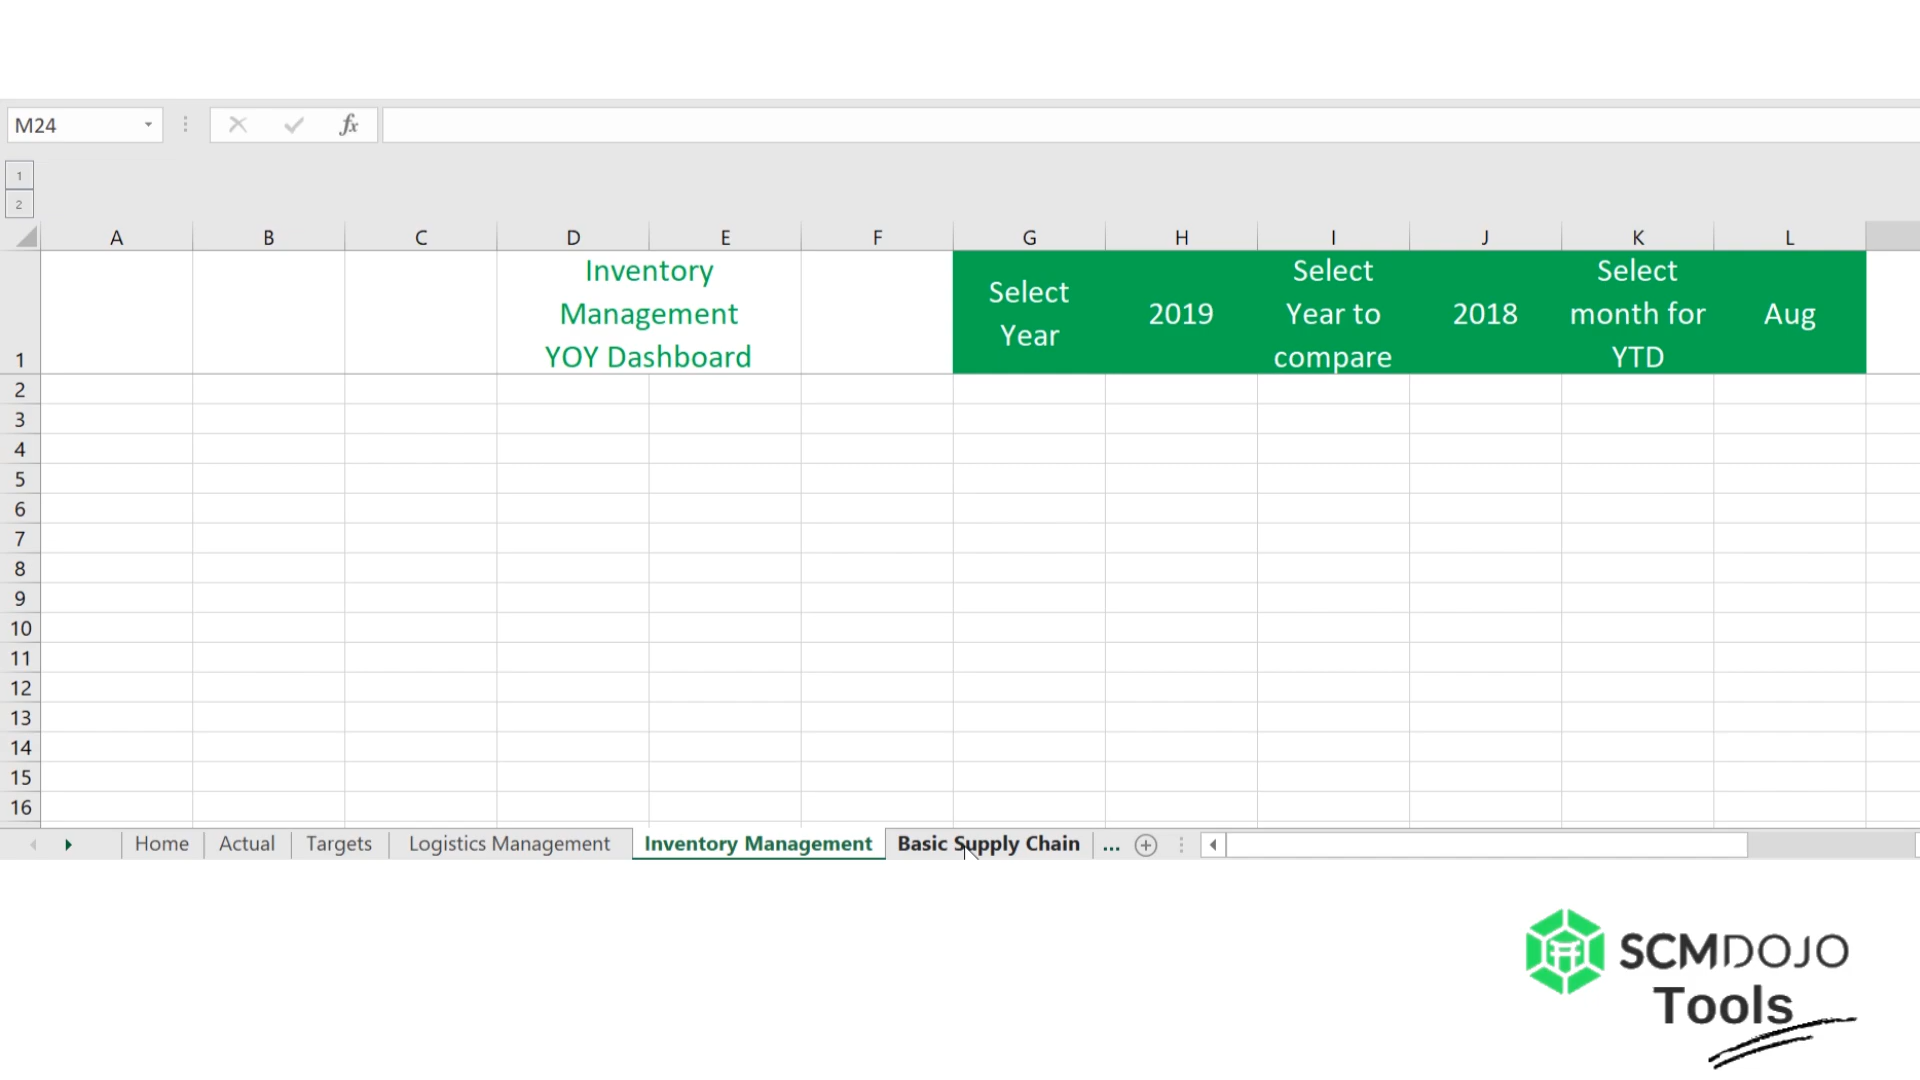 M24
fx
1
2
A B C D E F G H I J K L
Inventory
Management
YOY Dashboard
Select
Year
2019
Select
Year to
compare
2018
Select
month for
YTD
Aug
1
2
3
4
5
6
7
8
9
10
11
12
13
14
15
16
Home Actual Targets Logistics Management Inventory Management Basic Supply Chain ...
SCMDOJO
Tools